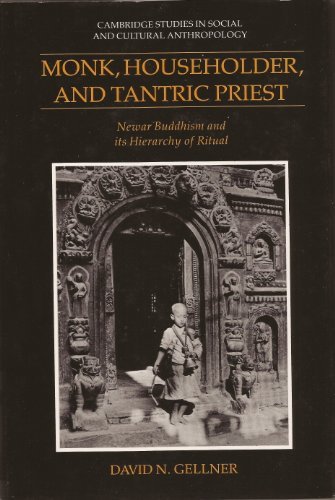 CAMBRIDGE STUDIES IN SOCIAL
AND CULTURAL ANTHROPOLOGY
MONK, HOUSEHOLDER,
AND TANTRIC PRIEST
Newar Buddhism and
its Hierarchy of Ritual
DAVID N. GELLNER